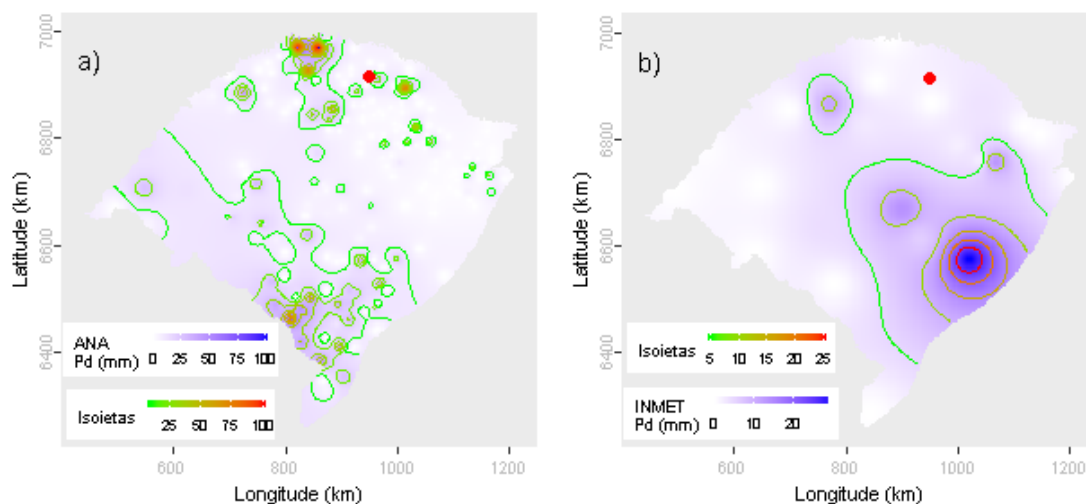 a)
7000
6800
6600
6400
Latitude (km)
ANA
Pd (mm)
0 25 50 75 100
Isoietas
25 50 75 100
600 800 1000 1200
Longitude (km)
b)
7000
6800
6600
6400
Latitude (km)
Isoietas
5 10 15 20 25
INMET
Pd (mm)
0 10 20
600 800 1000 1200
Longitude (km)